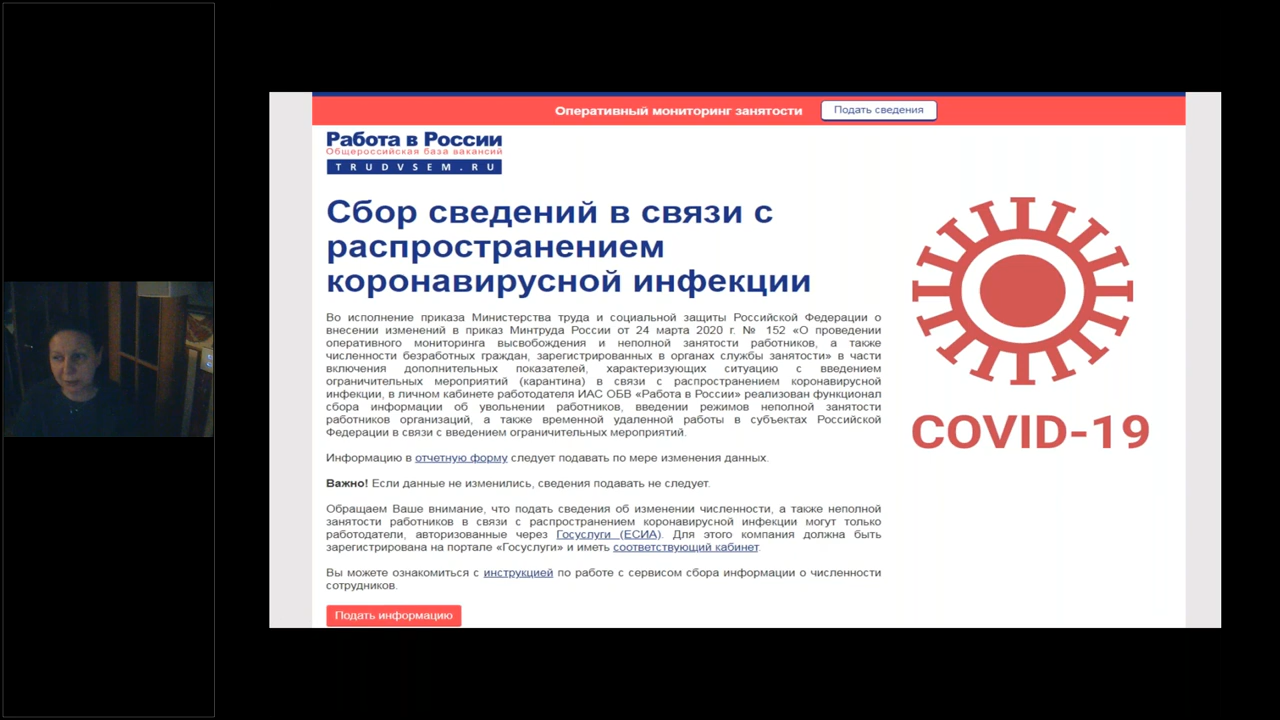 Оперативный мониторинг занятости Подать сведения
Работа в России
Общероссийская база вакансий
TRUDVSEM.RU
Сбор сведений в связи с
распространением
коронавирусной инфекции
Во исполнение приказа Министерства труда и социальной защиты Российской Федерации о
внесении изменений в приказ Минтруда России от 24 марта 2020 г. № 152 «О проведении
оперативного мониторинга высвобождения и неполной занятости работников, а также
численности безработных граждан, зарегистрированных в органах службы занятости» в части
включения дополнительных показателей, характеризующих ситуацию с введением
ограничительных мероприятий (карантина) в связи с распространением коронавирусной
инфекции, в личном кабинете работодателя ИАС ОБВ «Работа в России» реализован функционал
сбора информации об увольнении работников, введении режимов неполной занятости
работников организаций, а также временной удаленной работы в субъектах Российской
Федерации в связи с введением ограничительных мероприятий.
Информацию в отчетную форму следует подавать по мере изменения данных.
Важно! Если данные не изменились, сведения подавать не следует.
Обращаем Ваше внимание, что подать сведения об изменении численности, а также неполной
занятости работников в связи с распространением коронавирусной инфекции могут только
работодатели, авторизованные через Госуслуги (ЕСИА). Для этого компания должна быть
зарегистрирована на портале «Госуслуги» и иметь соответствующий кабинет.
Вы можете ознакомиться с инструкцией по работе с сервисом сбора информации о численности
сотрудников.
Подать информацию
COVID-19